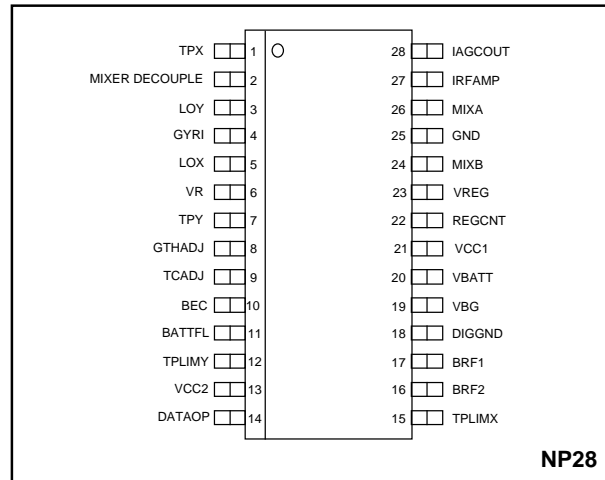 TPX 1 28 IAGCOUT
MIXER DECOUPLE 2 27 IRFAMP
LOY 3 26 MIXA
GYRI 4 25 GND
LOX 5 24 MIXB
VR 6 23 VREG
TPY 7 22 REGCNT
GTHADJ 8 21 VCC1
TCADJ 9 20 VBATT
BEC 10 19 VBG
BATTFL 11 18 DIGGND
TPLIMY 12 17 BRF1
VCC2 13 16 BRF2
DATAOP 14 15 TPLIMX
NP28